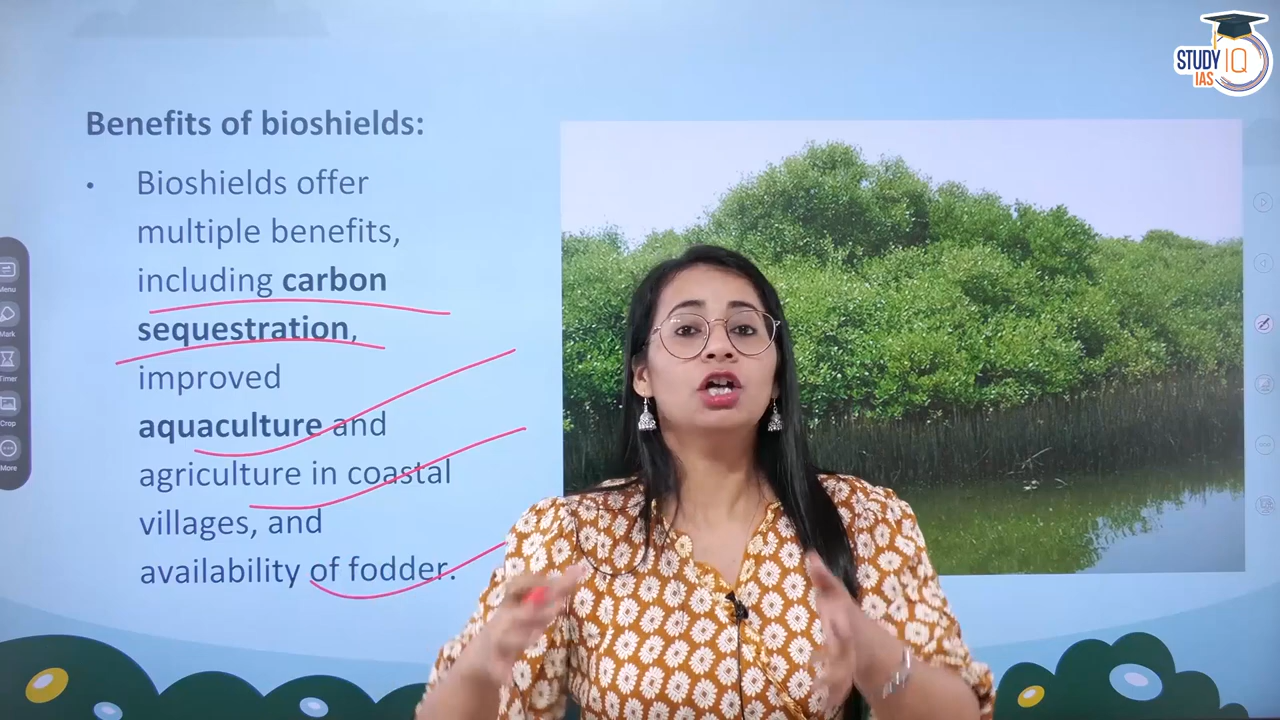 STUDY IQ
IAS
Benefits of bioshields:
• Bioshields offer
multiple benefits,
including carbon
sequestration,
improved
aquaculture and
agriculture in coastal
villages, and
availability of fodder.
Menu
Mark
Timer
Crop
More